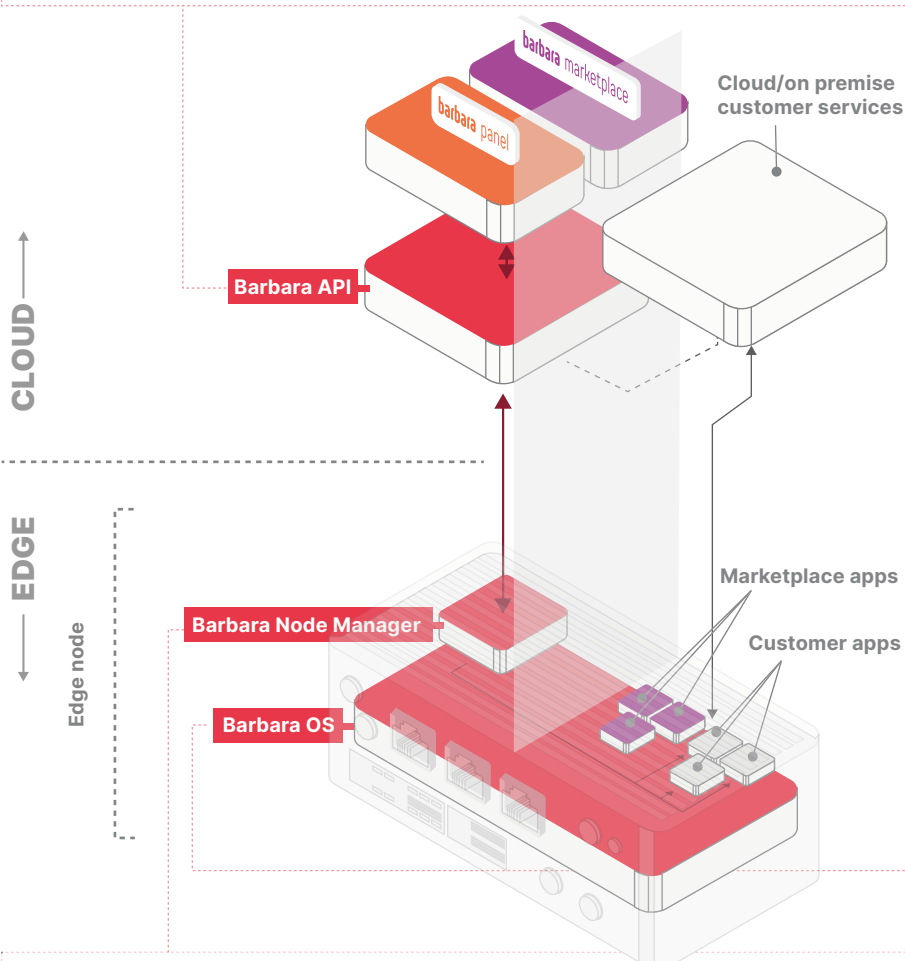 barbara marketplace
barbara panel
Cloud/on premise
customer services
Barbara API
CLOUD
EDGE
Edge node
Marketplace apps
Barbara Node Manager
Customer apps
Barbara OS